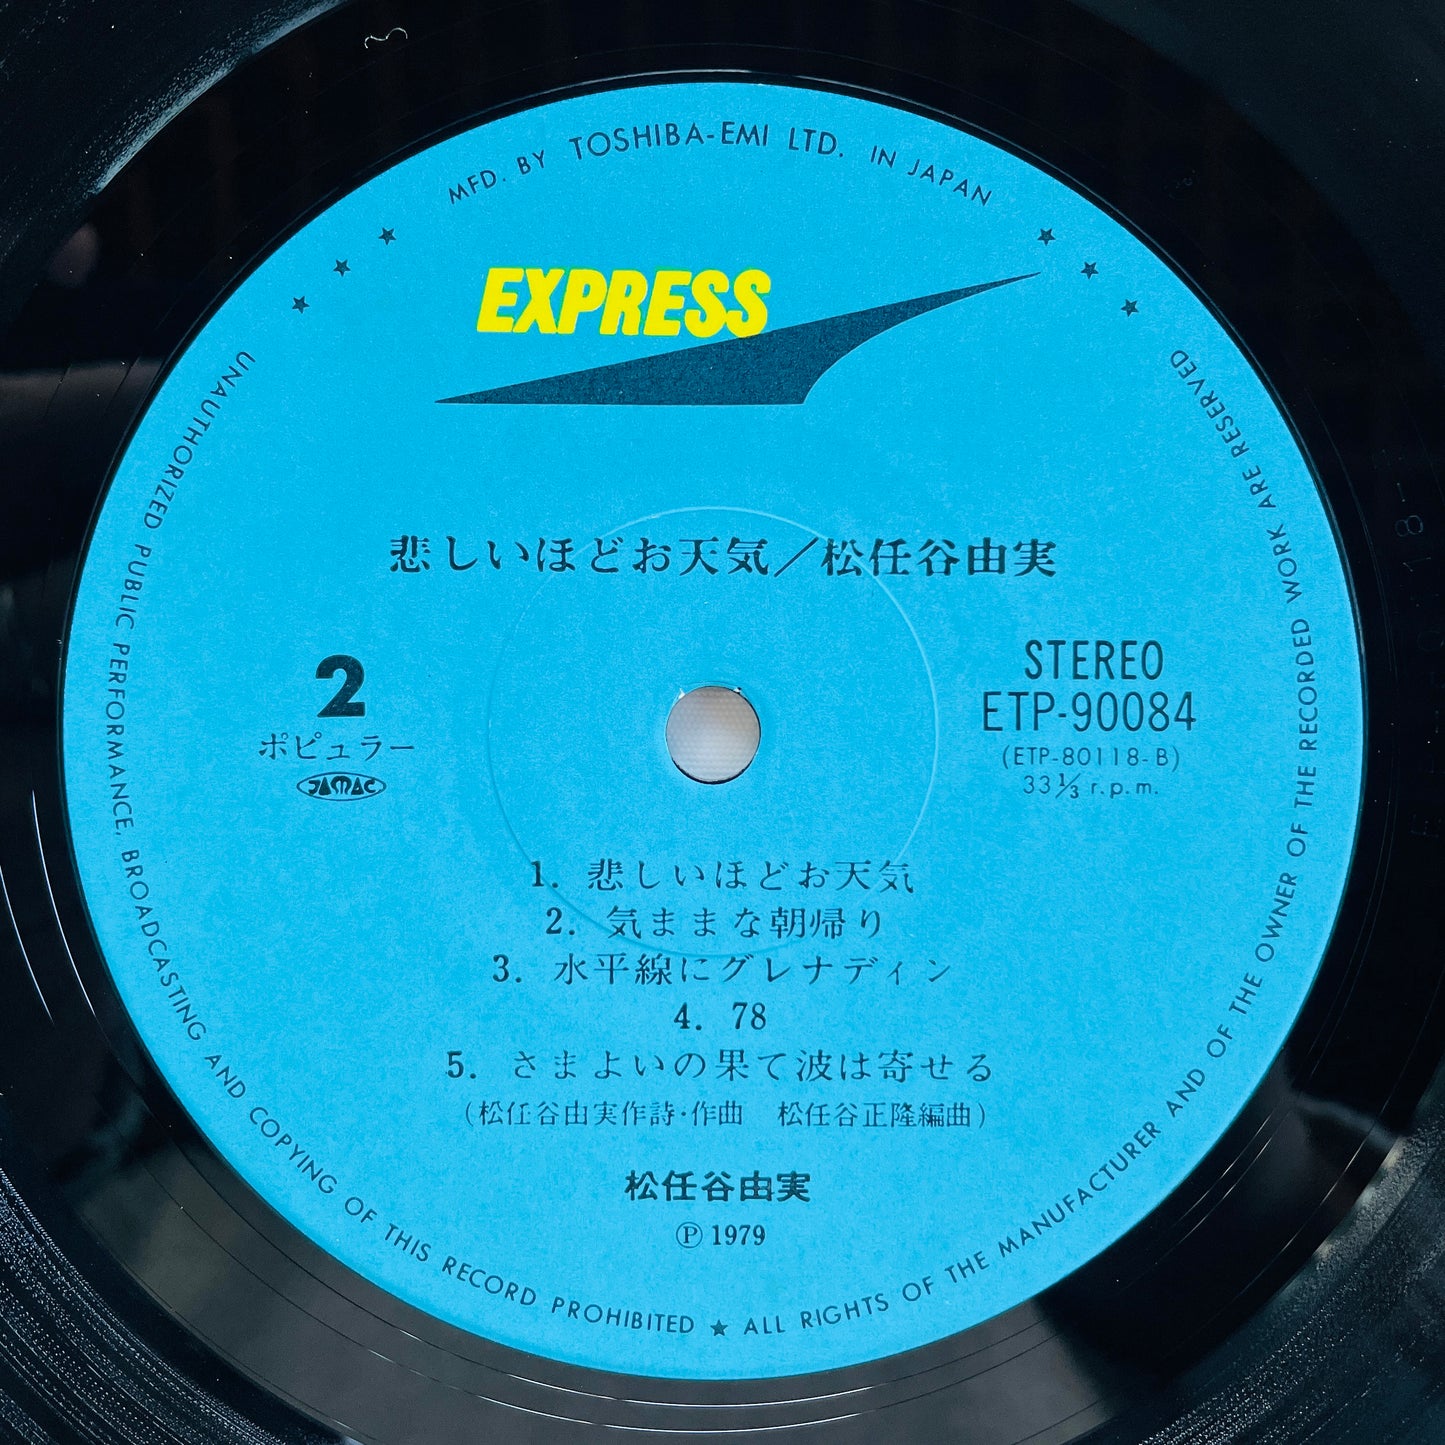 MFD. BY TOSHIBA-EMI LTD. IN JAPAN
EXPRESS
悲しいほどお天気／松任谷由実
2
ポピュラー
JASRAC
STEREO
ETP-90084
(ETP-80118-B)
33⅓ r.p.m.
1. 悲しいほどお天気
2. 気ままな朝帰り
3. 水平線にグレナディン
4. 78
5. さまよいの果て波は寄せる
(松任谷由実作詩・作曲　松任谷正隆編曲)
松任谷由実
Ⓟ 1979
UNAUTHORIZED PUBLIC PERFORMANCE, BROADCASTING AND COPYING OF THIS RECORD PROHIBITED ★ ALL RIGHTS OF THE MANUFACTURER AND OF THE OWNER OF THE RECORDED WORK ARE RESERVED